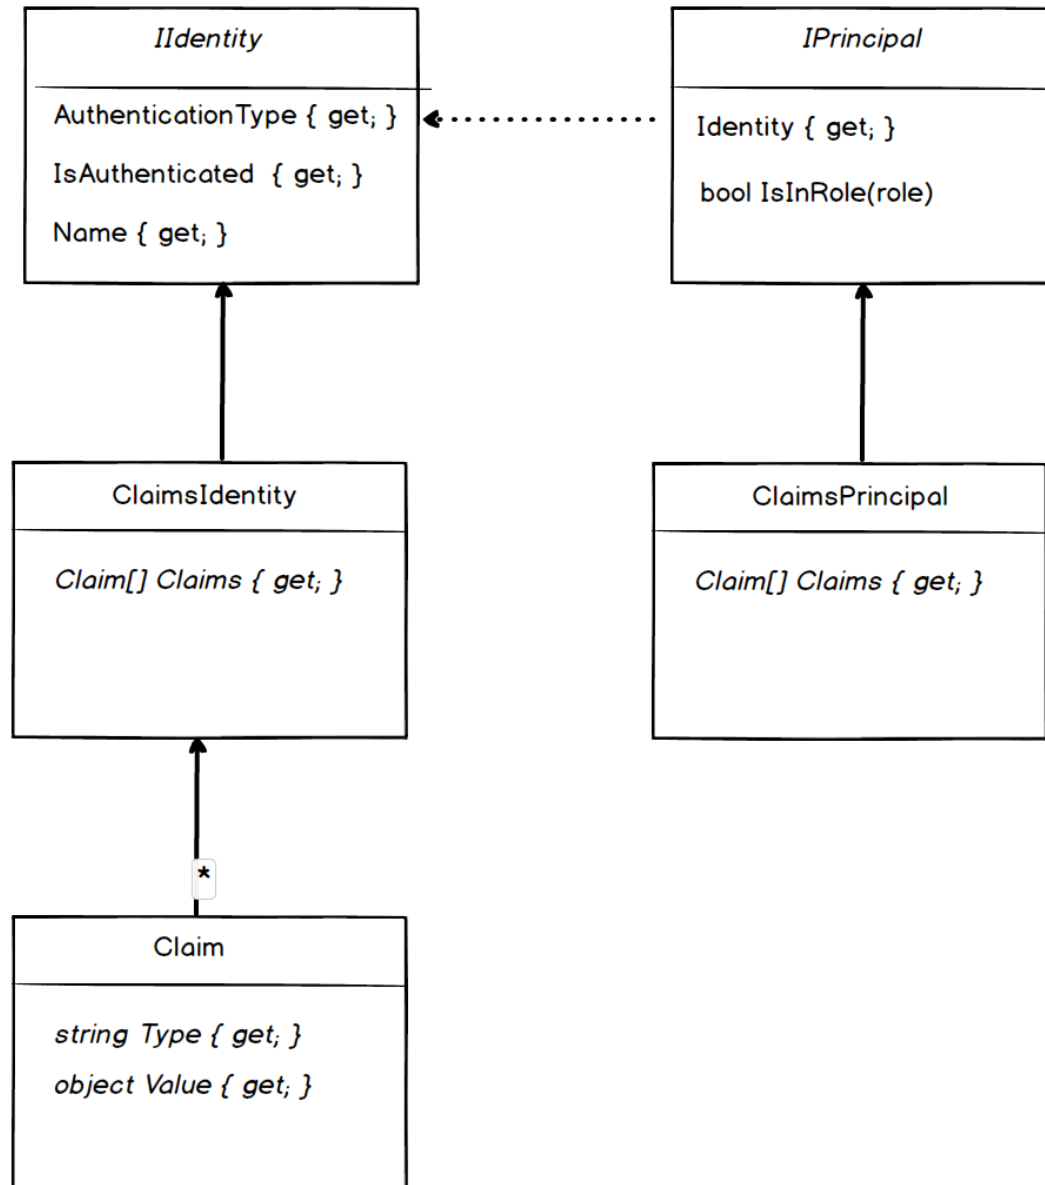 IIdentity
AuthenticationType { get; }
IsAuthenticated { get; }
Name { get; }
IPrincipal
Identity { get; }
bool IsInRole(role)
ClaimsIdentity
Claim[] Claims { get; }
ClaimsPrincipal
Claim[] Claims { get; }
*
Claim
string Type { get; }
object Value { get; }